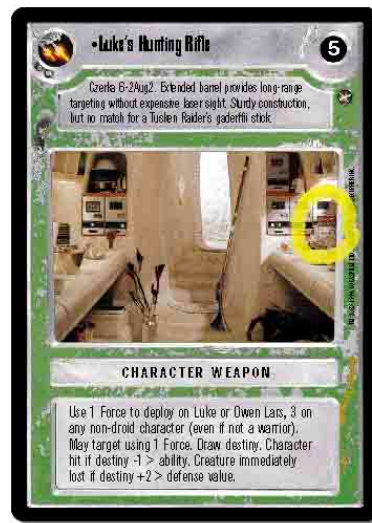 •Luke's Hunting Rifle
5
Czerka 6-2Aug2. Extended barrel provides long-range
targeting without expensive laser sight. Sturdy construction,
but no match for a Tusken Raider's gaderffii stick.
CHARACTER WEAPON
Use 1 Force to deploy on Luke or Owen Lars, 3 on
any non-droid character (even if not a warrior).
May target using 1 Force. Draw destiny. Character
hit if destiny -1 > ability. Creature immediately
lost if destiny +2 > defense value.